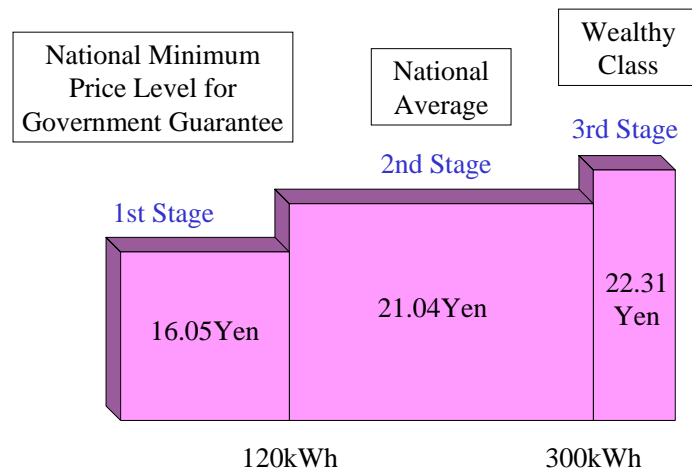 National Minimum
Price Level for
Government Guarantee
National
Average
Wealthy
Class
1st Stage
2nd Stage
3rd Stage
16.05Yen
21.04Yen
22.31
Yen
120kWh
300kWh